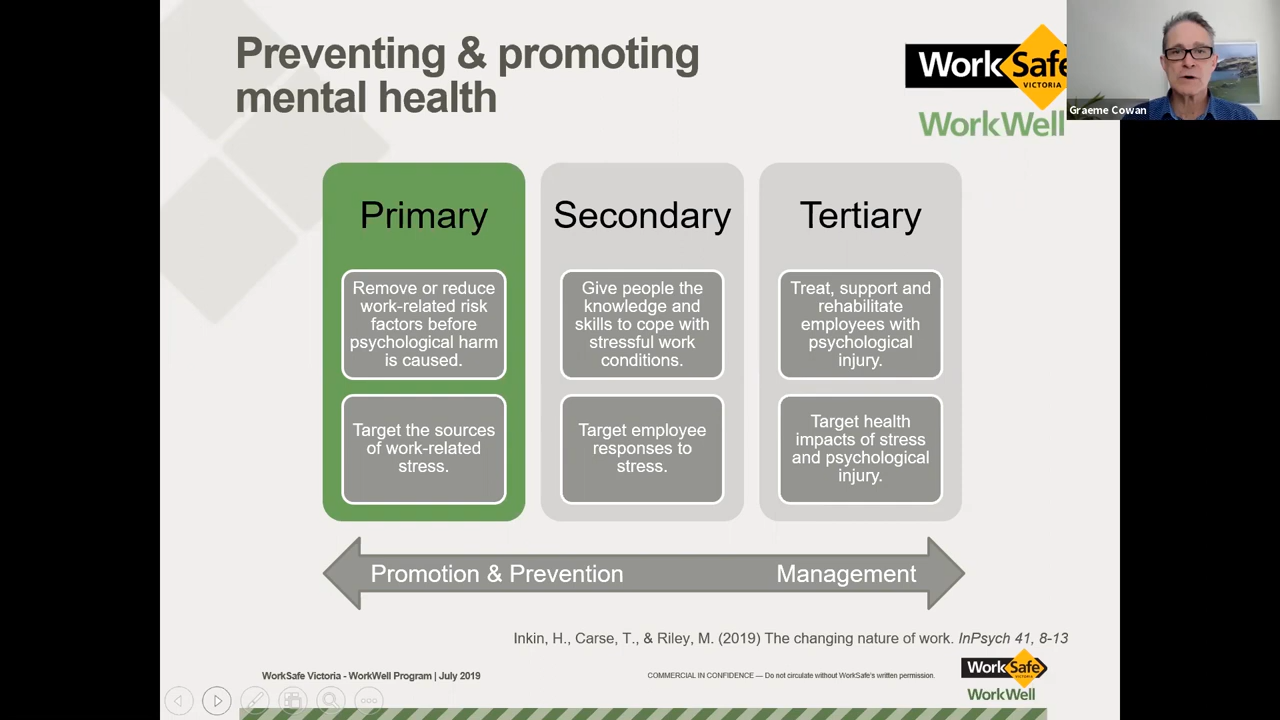 Preventing & promoting
mental health
WorkSafe
VICTORIA
WorkWell
Graeme Cowan
Primary
Remove or reduce
work-related risk
factors before
psychological harm
is caused.
Target the sources
of work-related
stress.
Secondary
Give people the
knowledge and
skills to cope with
stressful work
conditions.
Target employee
responses to
stress.
Tertiary
Treat, support and
rehabilitate
employees with
psychological
injury.
Target health
impacts of stress
and psychological
injury.
Promotion & Prevention Management
Inkin, H., Carse, T., & Riley, M. (2019) The changing nature of work. InPsych 41, 8-13
WorkSafe Victoria - WorkWell Program | July 2019
COMMERCIAL IN CONFIDENCE — Do not circulate without WorkSafe's written permission.
WorkSafe
VICTORIA
WorkWell